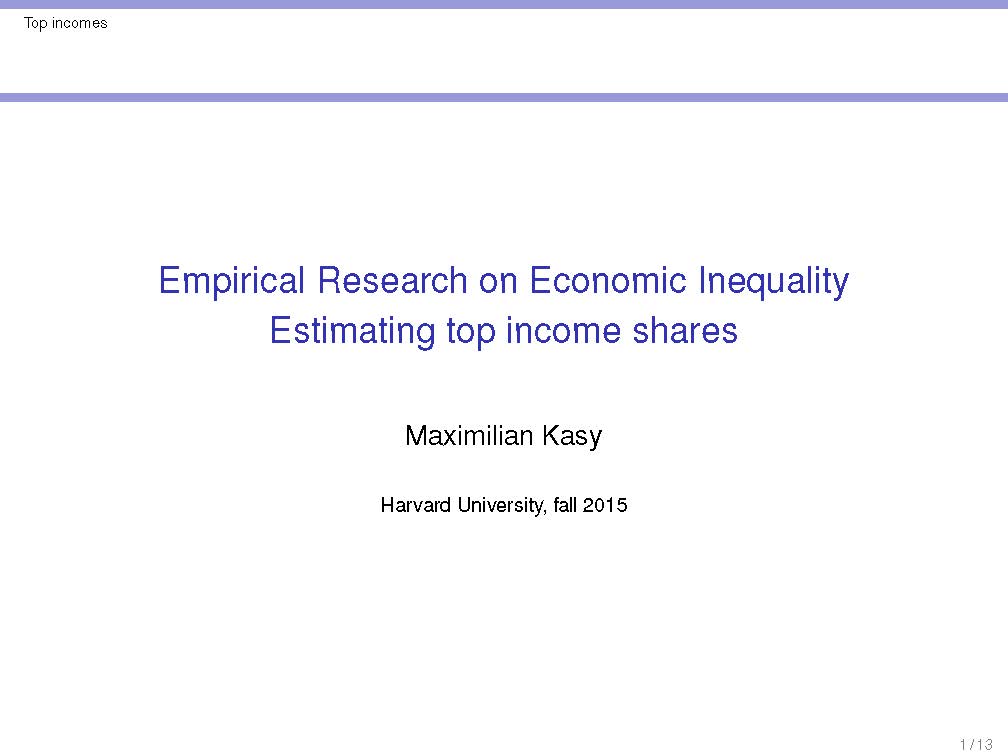 Top incomes
Empirical Research on Economic Inequality
Estimating top income shares
Maximilian Kasy
Harvard University, fall 2015
1 / 13